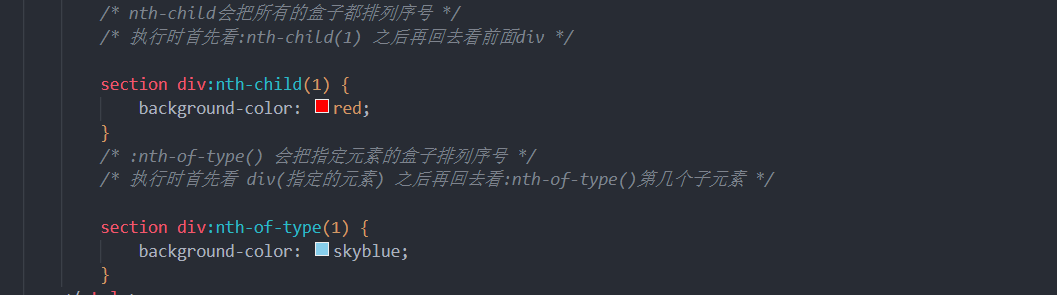 /* nth-child会把所有的盒子都排列序号 */
/* 执行时首先看:nth-child(1) 之后再回去看前面div */
section div:nth-child(1) {
background-color: red;
}
/* :nth-of-type() 会把指定元素的盒子排列序号 */
/* 执行时首先看 div(指定的元素) 之后再回去看:nth-of-type()第几个子元素 */
section div:nth-of-type(1) {
background-color: skyblue;
}